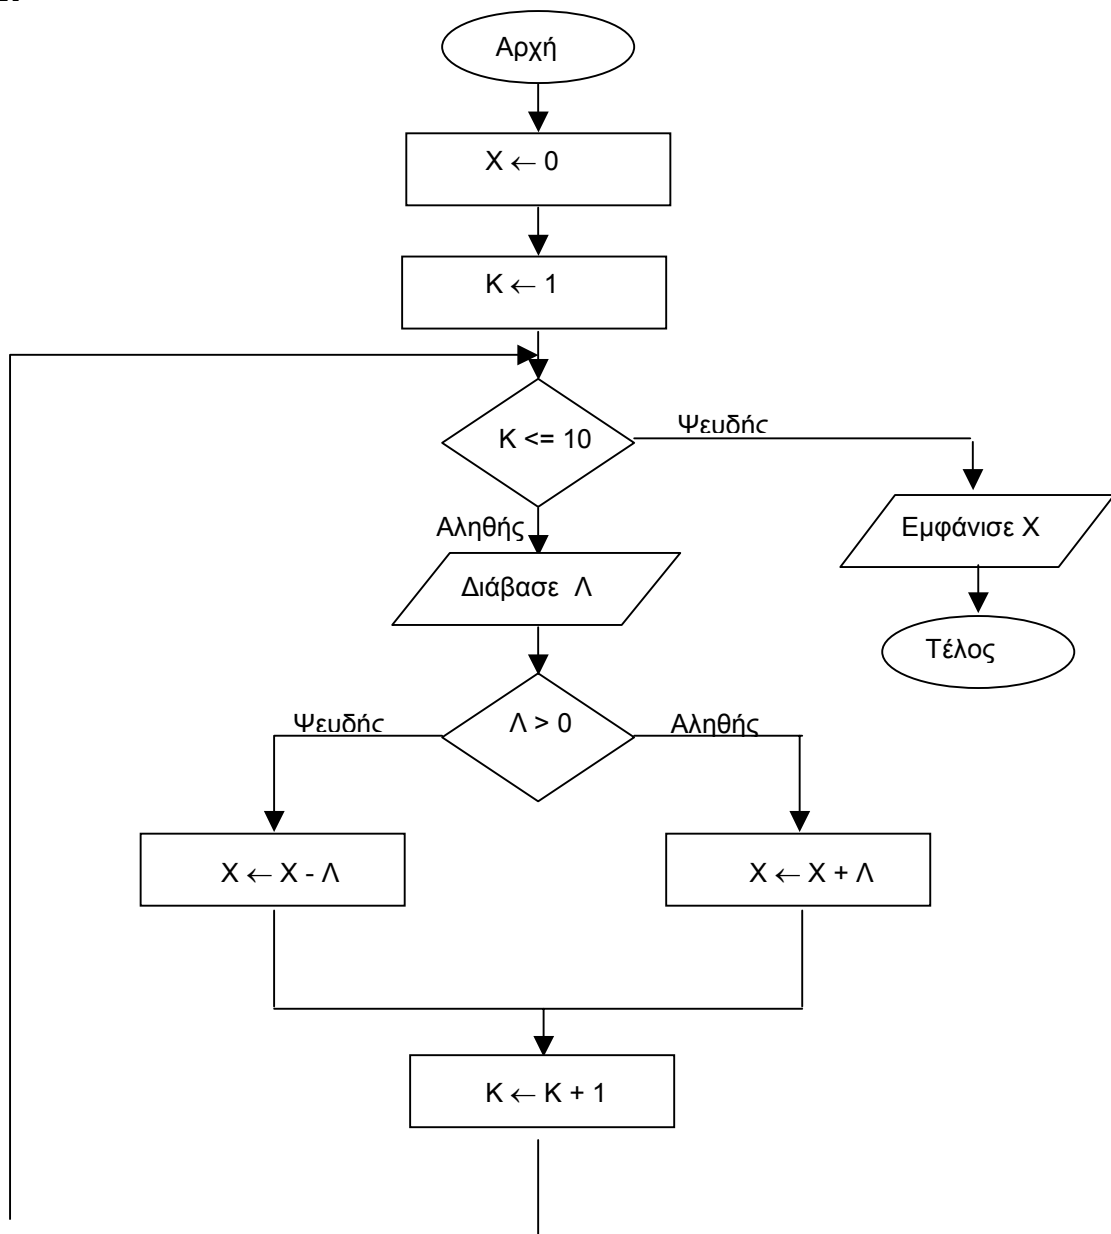 Αρχή
Χ ← 0
Κ ← 1
Κ <= 10
Ψευδής
Αληθής
Εμφάνισε Χ
Διάβασε Λ
Τέλος
Λ > 0
Ψευδής
Αληθής
Χ ← Χ - Λ
Χ ← Χ + Λ
Κ ← Κ + 1